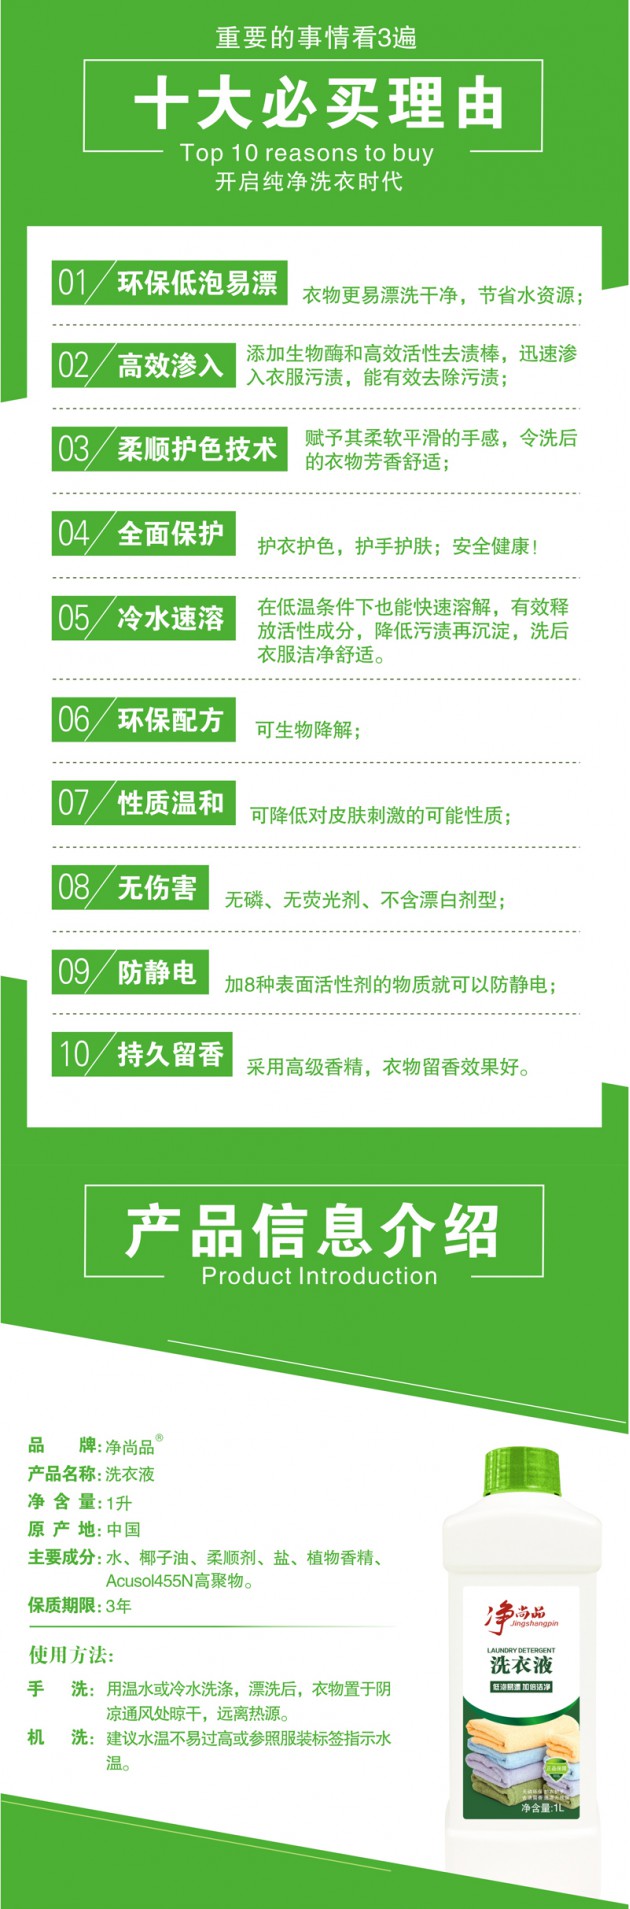 重要的事情看3遍
十大必买理由
Top 10 reasons to buy
开启纯净洗衣时代
01 环保低泡易漂
衣物更易漂洗干净，节省水资源；
02 高效渗入
添加生物酶和高效活性去渍棒，迅速渗
入衣服污渍，能有效去除污渍；
03 柔顺护色技术
赋予其柔软平滑的手感，令洗后
的衣物芳香舒适；
04 全面保护
护衣护色，护手护肤；安全健康！
05 冷水速溶
在低温条件下也能快速溶解，有效释
放活性成分，降低污渍再沉淀，洗后
衣服洁净舒适。
06 环保配方
可生物降解；
07 性质温和
可降低对皮肤刺激的可能性质；
08 无伤害
无磷、无荧光剂、不含漂白剂型；
09 防静电
加8种表面活性剂的物质就可以防静电；
10 持久留香
采用高级香精，衣物留香效果好。
产品信息介绍
Product Introduction
品 牌：净尚品®
产品名称：洗衣液
净 含 量：1升
原 产 地：中国
主要成分：水、椰子油、柔顺剂、盐、植物香精、
Acusol455N高聚物。
保质期限：3年
使用方法：
手 洗：用温水或冷水洗涤，漂洗后，衣物置于阴
凉通风处晾干，远离热源。
机 洗：建议水温不易过高或参照服装标签指示水
温。
净尚品
Jingshangpin
LAUNDRY DETERGENT
洗衣液
低泡易漂 加倍洁净
正品保障
净含量:1L